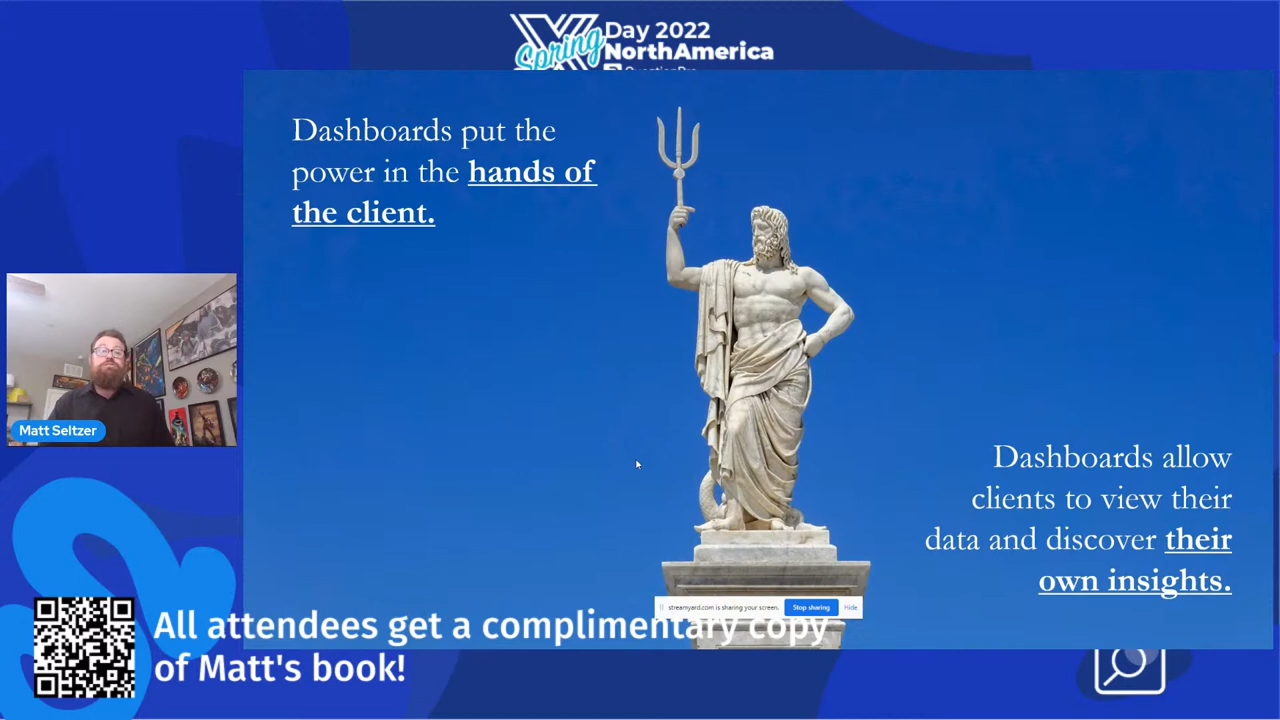 X Day 2022
Spring NorthAmerica
QuestionPro
Dashboards put the
power in the hands of
the client.
Matt Seltzer
Dashboards allow
clients to view their
data and discover their
own insights.
streamyard.com is sharing your screen. Stop sharing Hide
All attendees get a complimentary copy
of Matt's book!